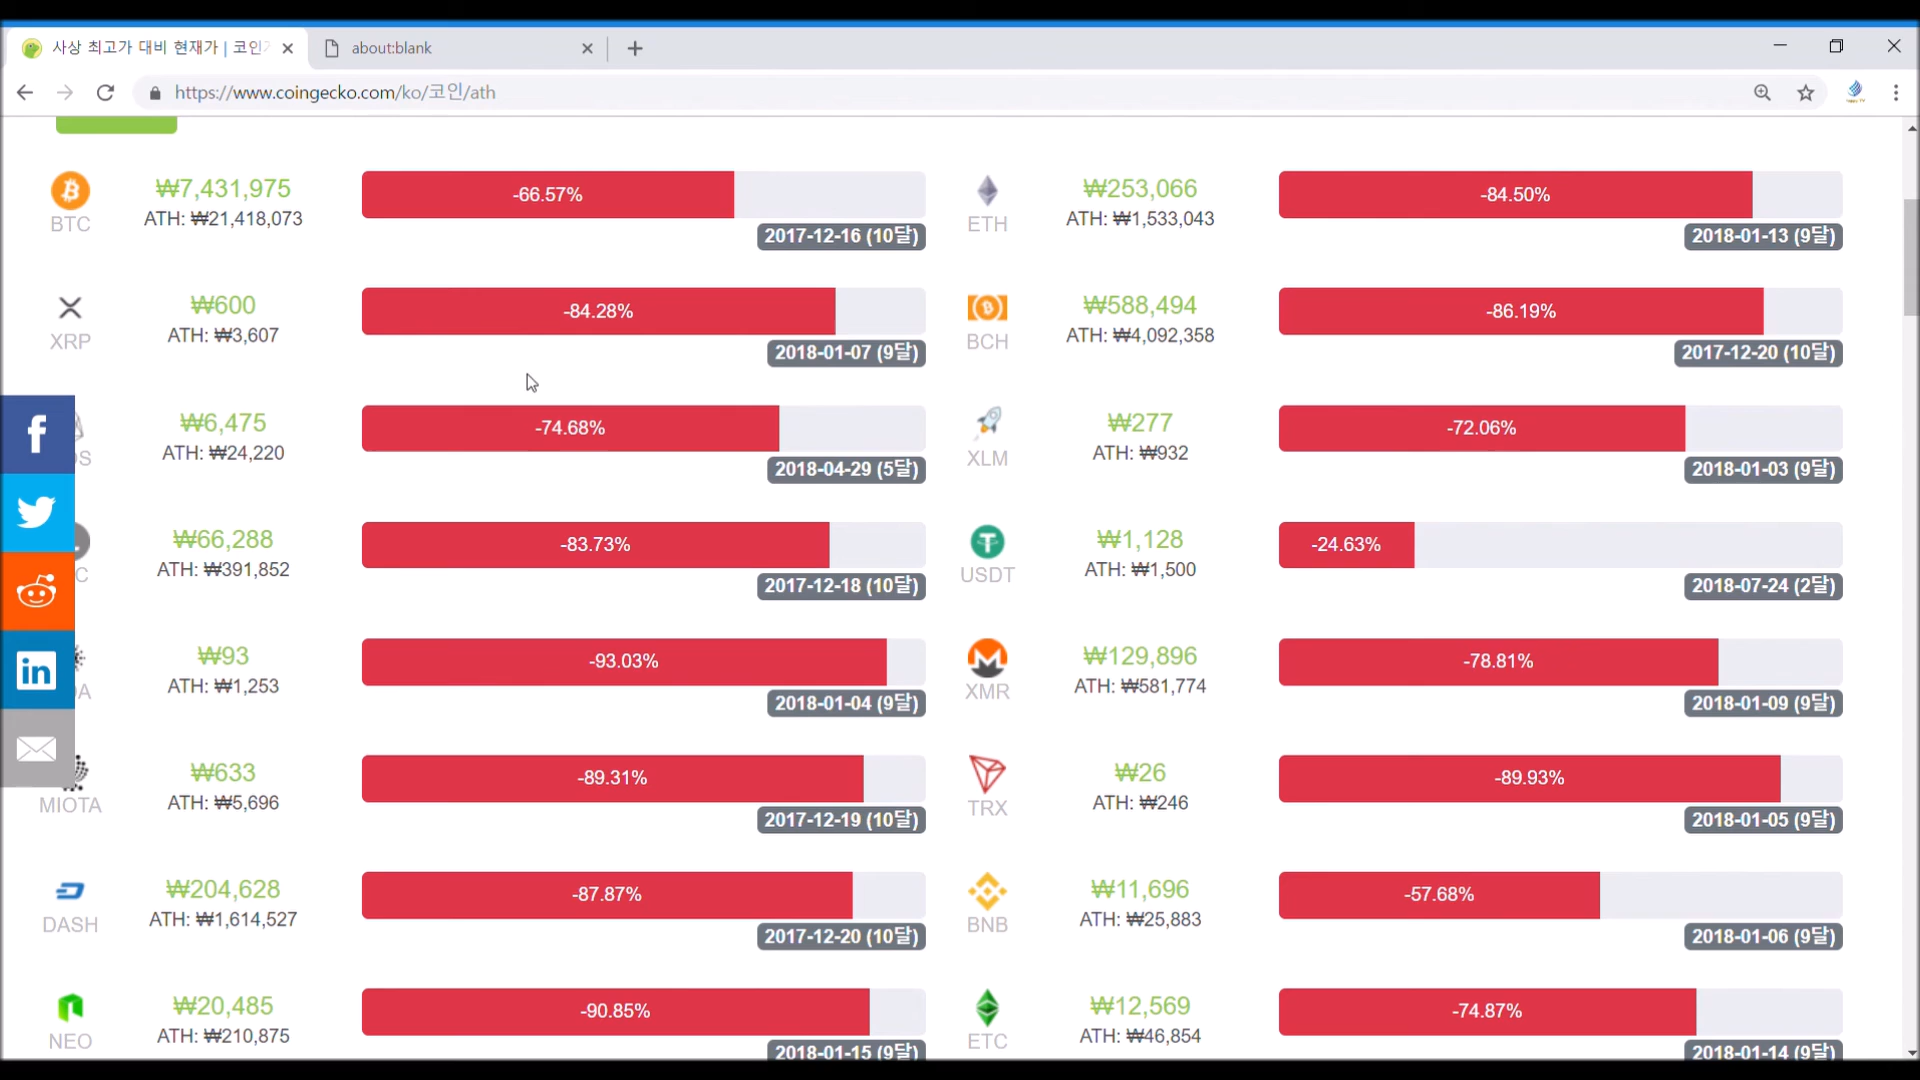 사상 최고가 대비 현재가 | 코인
about:blank
https://www.coingecko.com/ko/코인/ath
₩7,431,975
-66.57%
BTC
ATH: ₩21,418,073
2017-12-16 (10달)
₩253,066
-84.50%
ETH
ATH: ₩1,533,043
2018-01-13 (9달)
₩600
-84.28%
XRP
ATH: ₩3,607
2018-01-07 (9달)
₩588,494
-86.19%
BCH
ATH: ₩4,092,358
2017-12-20 (10달)
₩6,475
-74.68%
S
ATH: ₩24,220
2018-04-29 (5달)
₩277
-72.06%
XLM
ATH: ₩932
2018-01-03 (9달)
₩66,288
-83.73%
C
ATH: ₩391,852
2017-12-18 (10달)
₩1,128
-24.63%
USDT
ATH: ₩1,500
2018-07-24 (2달)
₩93
-93.03%
A
ATH: ₩1,253
2018-01-04 (9달)
₩129,896
-78.81%
XMR
ATH: ₩581,774
2018-01-09 (9달)
₩633
-89.31%
MIOTA
ATH: ₩5,696
2017-12-19 (10달)
₩26
-89.93%
TRX
ATH: ₩246
2018-01-05 (9달)
₩204,628
-87.87%
DASH
ATH: ₩1,614,527
2017-12-20 (10달)
₩11,696
-57.68%
BNB
ATH: ₩25,883
2018-01-06 (9달)
₩20,485
-90.85%
NEO
ATH: ₩210,875
2018-01-15 (9달)
₩12,569
-74.87%
ETC
ATH: ₩46,854
2018-01-14 (9달)